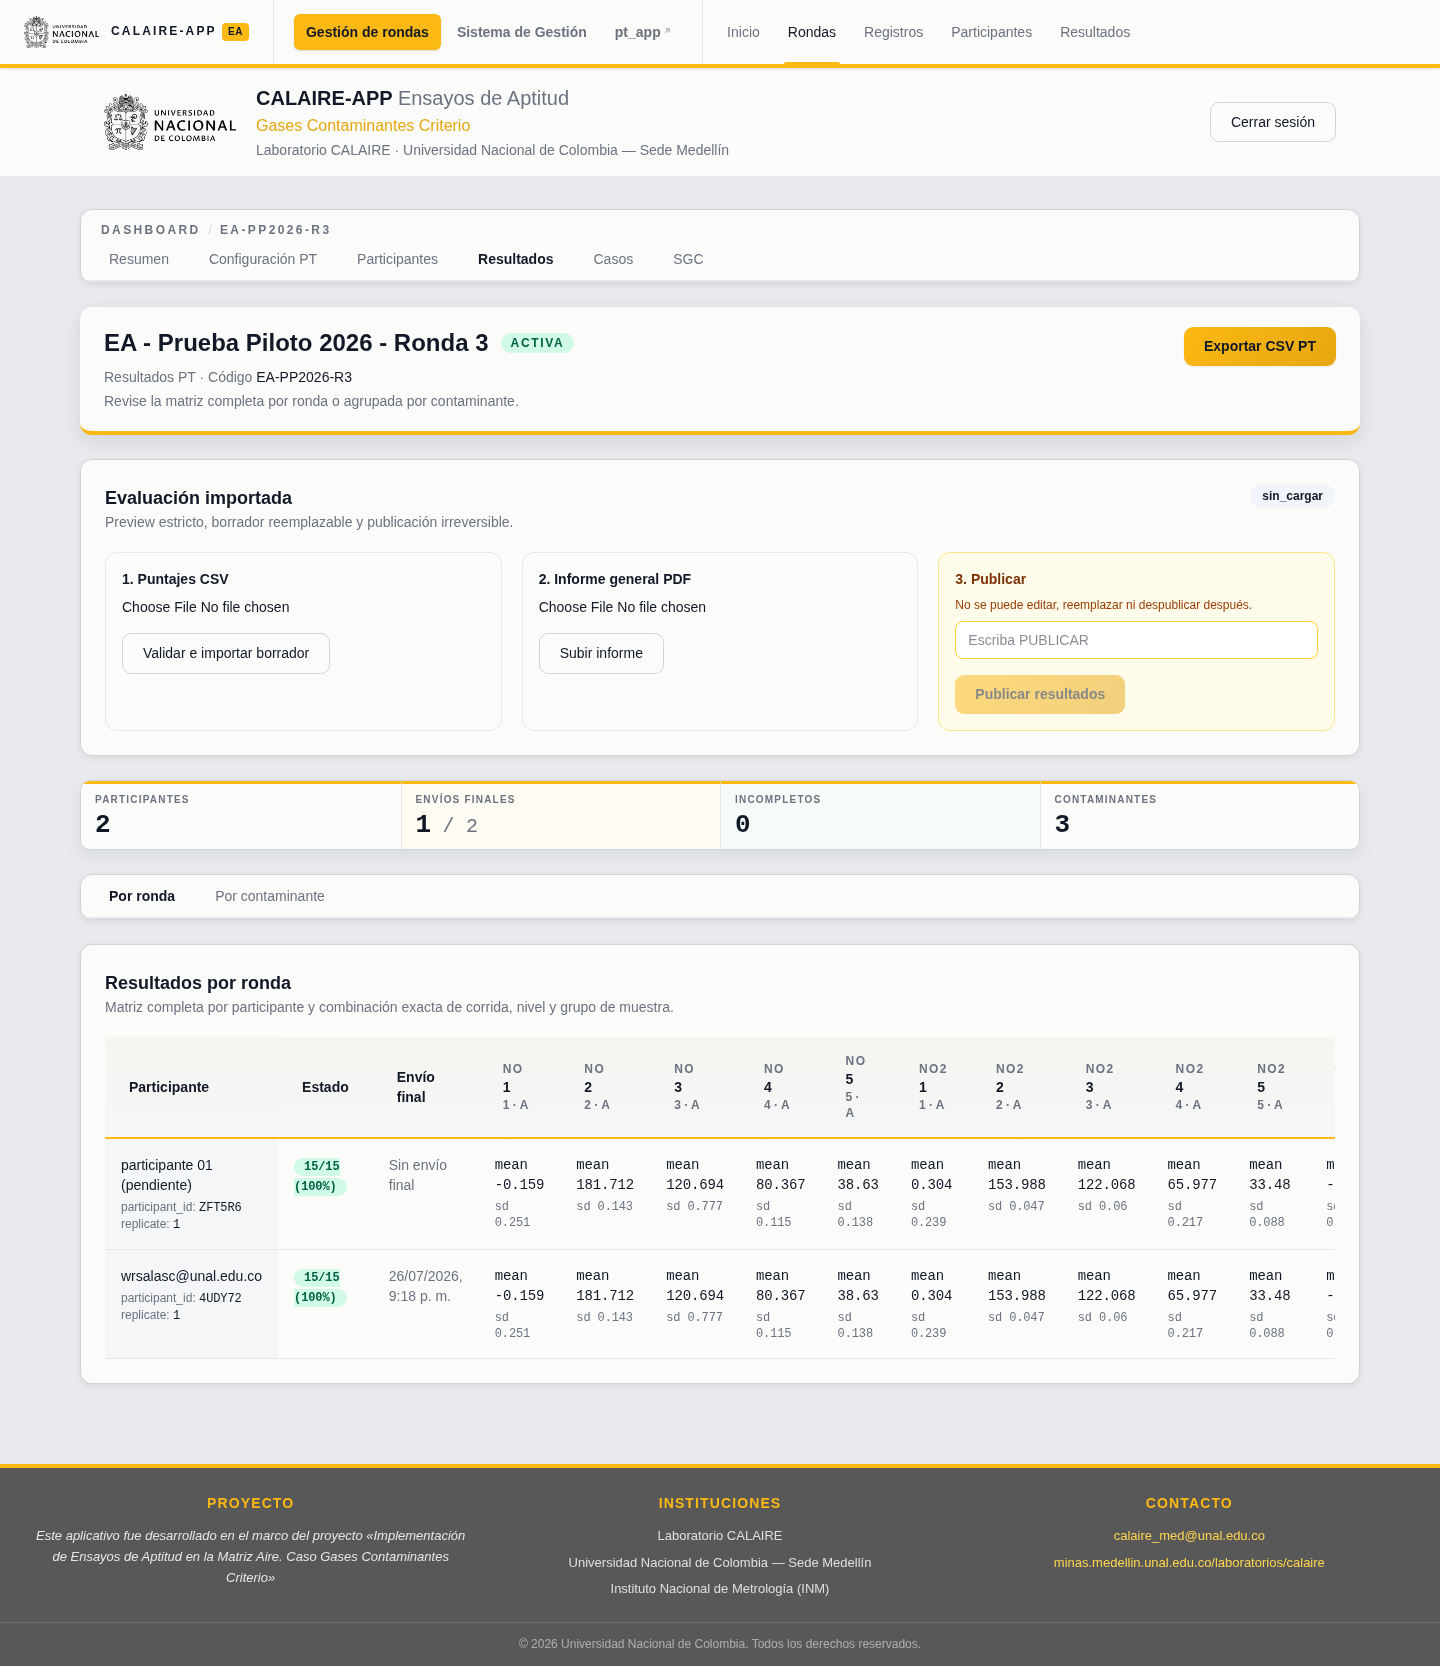 UNIVERSIDAD
NACIONAL
DE COLOMBIA
CALAIRE-APP EA
Gestión de rondas
Sistema de Gestión
pt_app ↗
Inicio
Rondas
Registros
Participantes
Resultados
UNIVERSIDAD
NACIONAL
DE COLOMBIA
CALAIRE-APP Ensayos de Aptitud
Gases Contaminantes Criterio
Laboratorio CALAIRE · Universidad Nacional de Colombia — Sede Medellín
Cerrar sesión
DASHBOARD / EA-PP2026-R3
Resumen
Configuración PT
Participantes
Resultados
Casos
SGC
EA - Prueba Piloto 2026 - Ronda 3 ACTIVA
Resultados PT · Código EA-PP2026-R3
Revise la matriz completa por ronda o agrupada por contaminante.
Exportar CSV PT
Evaluación importada
Preview estricto, borrador reemplazable y publicación irreversible.
sin_cargar
1. Puntajes CSV
Choose File No file chosen
Validar e importar borrador
2. Informe general PDF
Choose File No file chosen
Subir informe
3. Publicar
No se puede editar, reemplazar ni despublicar después.
Escriba PUBLICAR
Publicar resultados
PARTICIPANTES
2
ENVÍOS FINALES
1 / 2
INCOMPLETOS
0
CONTAMINANTES
3
Por ronda
Por contaminante
Resultados por ronda
Matriz completa por participante y combinación exacta de corrida, nivel y grupo de muestra.
Participante
Estado
Envío
final
NO
1
1 · A
NO
2
2 · A
NO
3
3 · A
NO
4
4 · A
NO
5
5 ·
A
NO2
1
1 · A
NO2
2
2 · A
NO2
3
3 · A
NO2
4
4 · A
NO2
5
5 · A
participante 01
(pendiente)
participant_id: ZFT5R6
replicate: 1
15/15
(100%)
Sin envío
final
mean
-0.159
sd
0.251
mean
181.712
sd 0.143
mean
120.694
sd 0.777
mean
80.367
sd
0.115
mean
38.63
sd
0.138
mean
0.304
sd
0.239
mean
153.988
sd 0.047
mean
122.068
sd 0.06
mean
65.977
sd
0.217
mean
33.48
sd
0.088
wrsalasc@unal.edu.co
participant_id: 4UDY72
replicate: 1
15/15
(100%)
26/07/2026,
9:18 p. m.
mean
-0.159
sd
0.251
mean
181.712
sd 0.143
mean
120.694
sd 0.777
mean
80.367
sd
0.115
mean
38.63
sd
0.138
mean
0.304
sd
0.239
mean
153.988
sd 0.047
mean
122.068
sd 0.06
mean
65.977
sd
0.217
mean
33.48
sd
0.088
PROYECTO
Este aplicativo fue desarrollado en el marco del proyecto «Implementación
de Ensayos de Aptitud en la Matriz Aire. Caso Gases Contaminantes
Criterio»
INSTITUCIONES
Laboratorio CALAIRE
Universidad Nacional de Colombia — Sede Medellín
Instituto Nacional de Metrología (INM)
CONTACTO
calaire_med@unal.edu.co
minas.medellin.unal.edu.co/laboratorios/calaire
© 2026 Universidad Nacional de Colombia. Todos los derechos reservados.